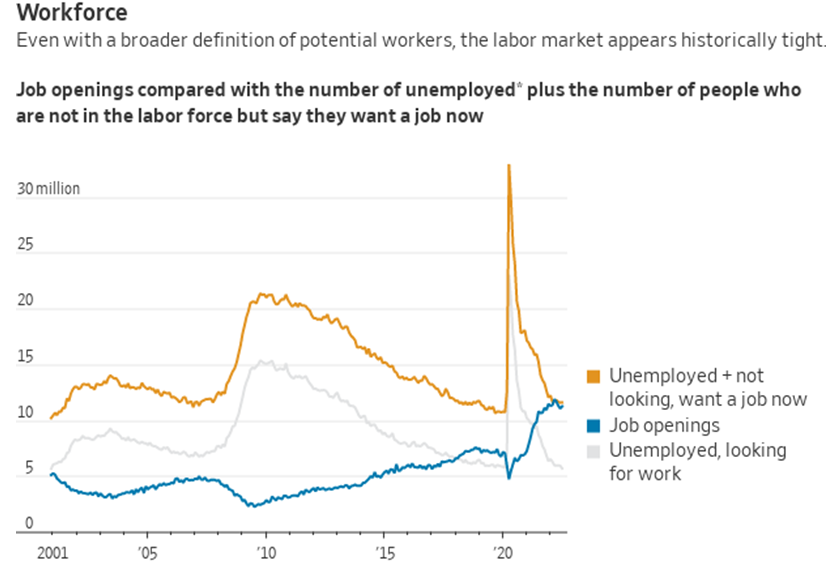 Workforce
Even with a broader definition of potential workers, the labor market appears historically tight.
Job openings compared with the number of unemployed* plus the number of people who
are not in the labor force but say they want a job now
30 million
25
20
15
10
5
0
2001 '05 '10 '15 '20
Unemployed + not
looking, want a job now
Job openings
Unemployed, looking
for work